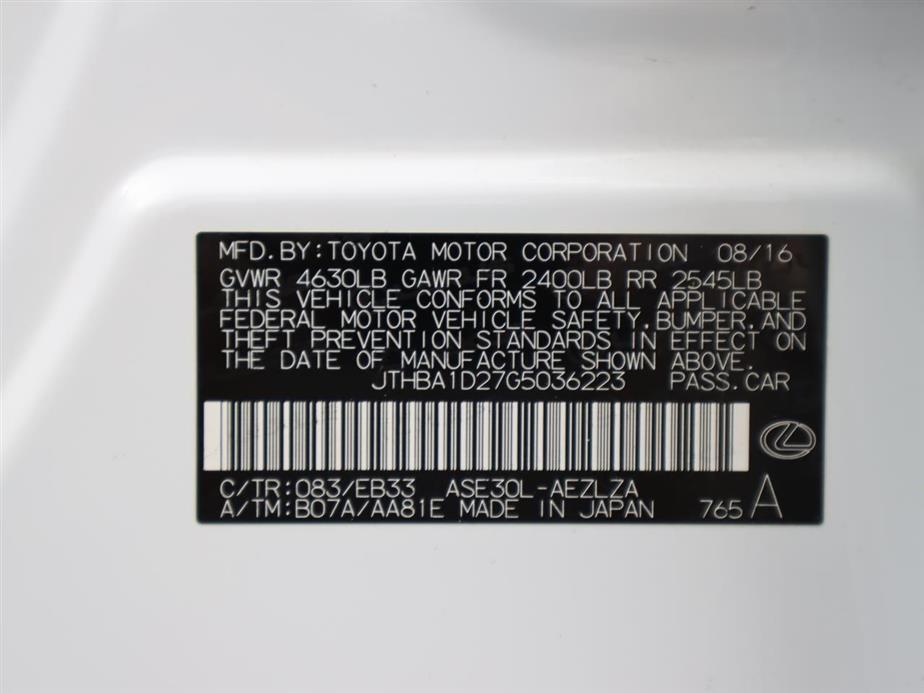 MFD.BY:TOYOTA MOTOR CORPORATION 08/16
GVWR 4630LB GAWR FR 2400LB RR 2545LB
THIS VEHICLE CONFORMS TO ALL APPLICABLE
FEDERAL MOTOR VEHICLE SAFETY,BUMPER,AND
THEFT PREVENTION STANDARDS IN EFFECT ON
THE DATE OF MANUFACTURE SHOWN ABOVE.
JTHBA1D27G5036223 PASS.CAR
C/TR:083/EB33 ASE30L-AEZLZA
A/TM:B07A/AA81E MADE IN JAPAN 765 A